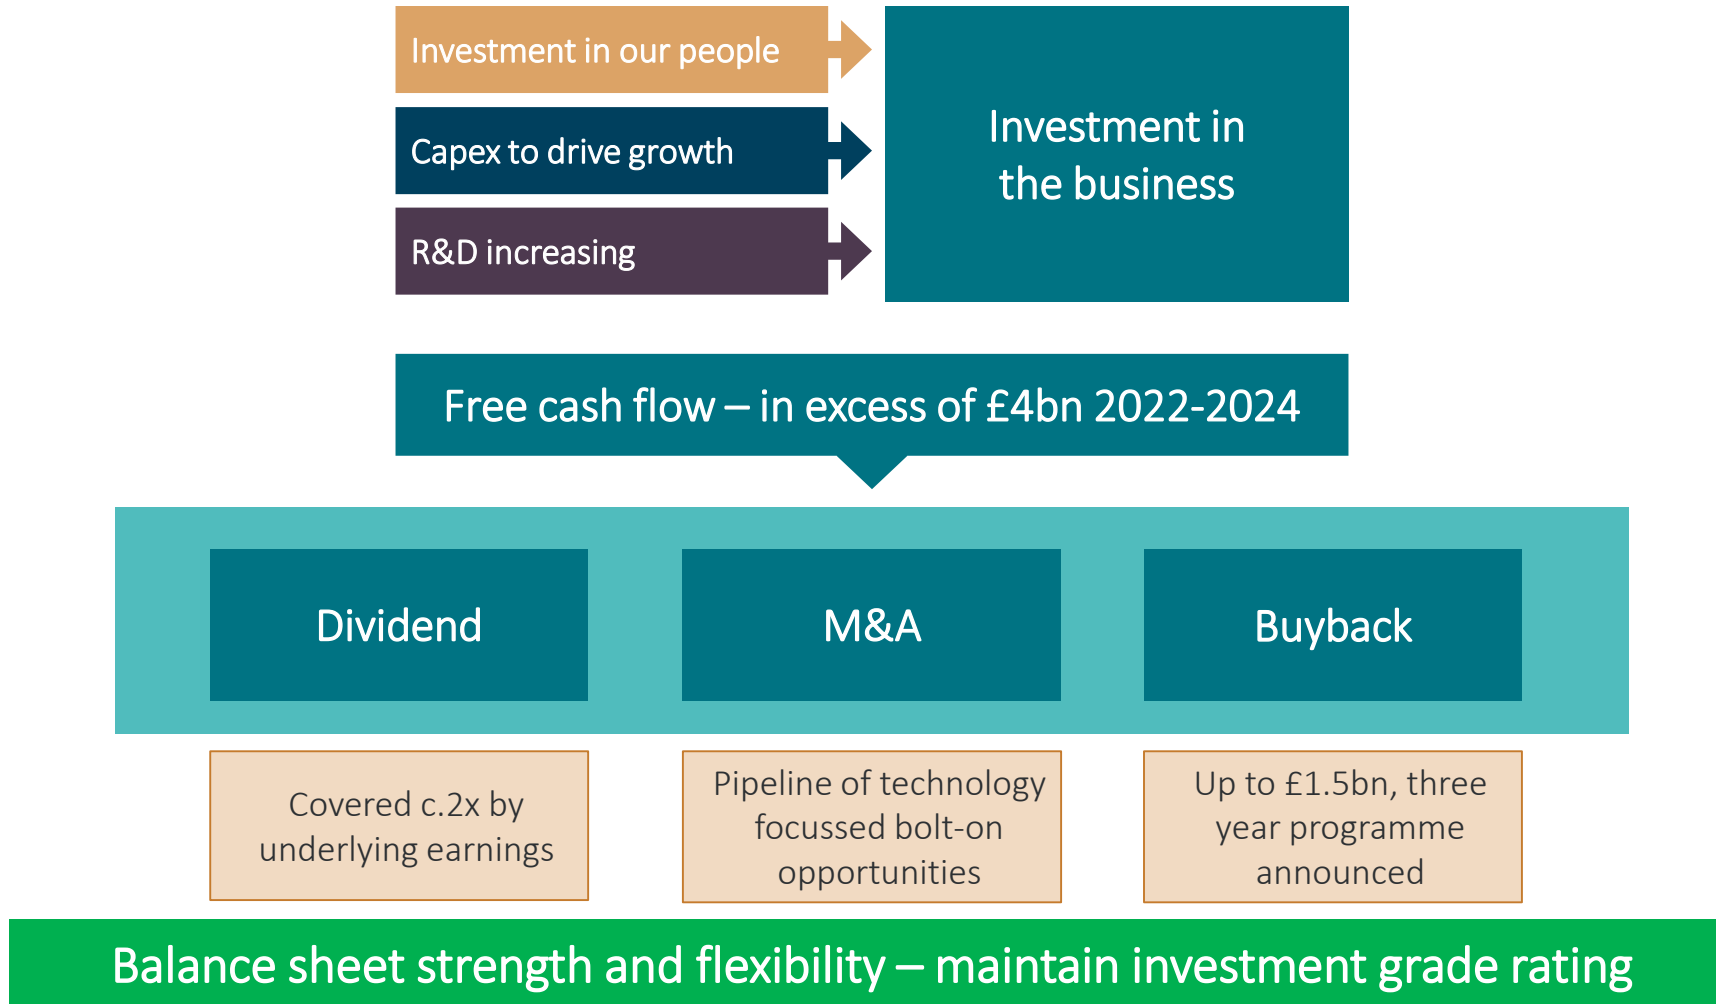 Investment in our people
Capex to drive growth
R&D increasing
Investment in
the business
Free cash flow – in excess of £4bn 2022-2024
Dividend
M&A
Buyback
Covered c.2x by
underlying earnings
Pipeline of technology
focussed bolt-on
opportunities
Up to £1.5bn, three
year programme
announced
Balance sheet strength and flexibility – maintain investment grade rating